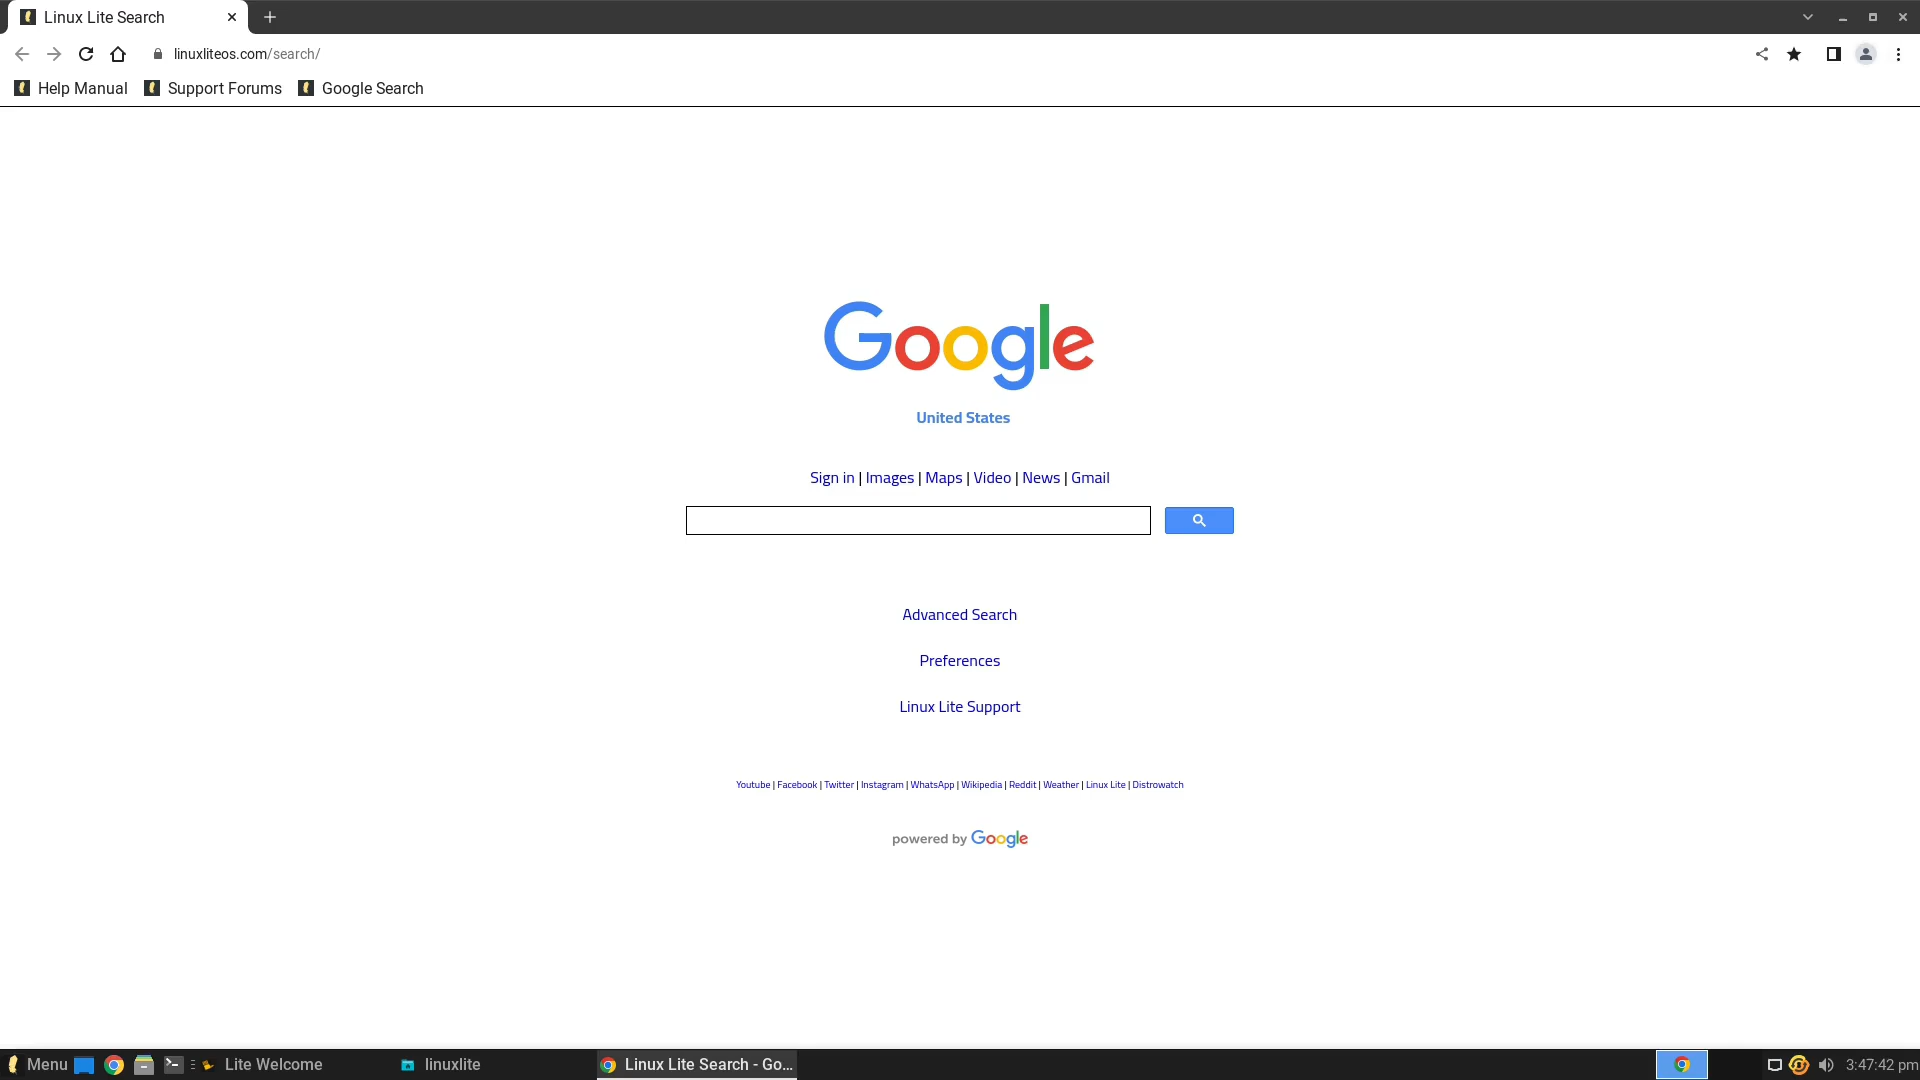 Linux Lite Search
linuxliteos.com/search/
Help Manual Support Forums Google Search
Google
United States
Sign in | Images | Maps | Video | News | Gmail
Advanced Search
Preferences
Linux Lite Support
Youtube | Facebook | Twitter | Instagram | WhatsApp | Wikipedia | Reddit | Weather | Linux Lite | Distrowatch
powered by Google
Menu Lite Welcome linuxlite Linux Lite Search - Go... 3:47:42 pm